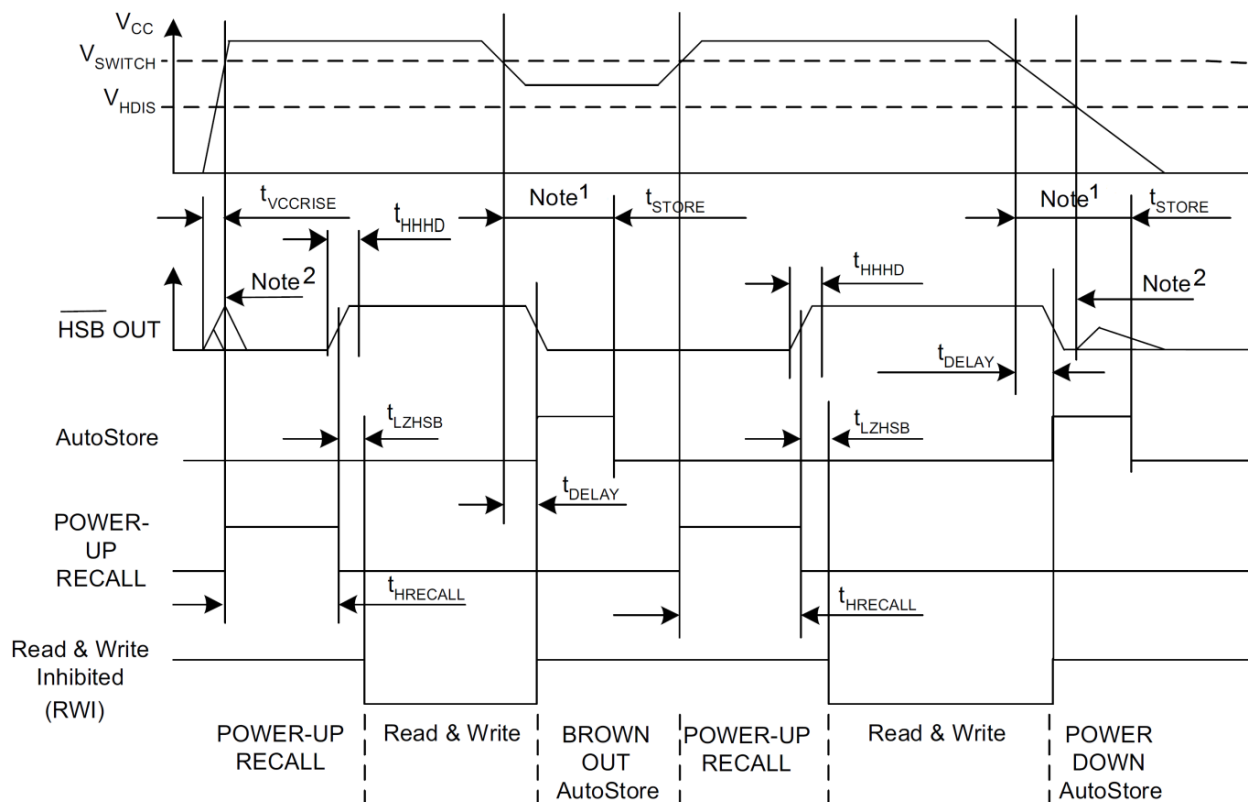 VCC
VSWITCH
VHDIS
tVCCRISE
Note1
tSTORE
Note1
tSTORE
tHHHD
tHHHD
Note2
Note2
HSB OUT
tDELAY
tLZHSB
tLZHSB
AutoStore
tDELAY
POWER-
UP
RECALL
tHRECALL
tHRECALL
Read & Write
Inhibited
(RWI)
POWER-UP
RECALL
Read & Write
BROWN
OUT
AutoStore
POWER-UP
RECALL
Read & Write
POWER
DOWN
AutoStore